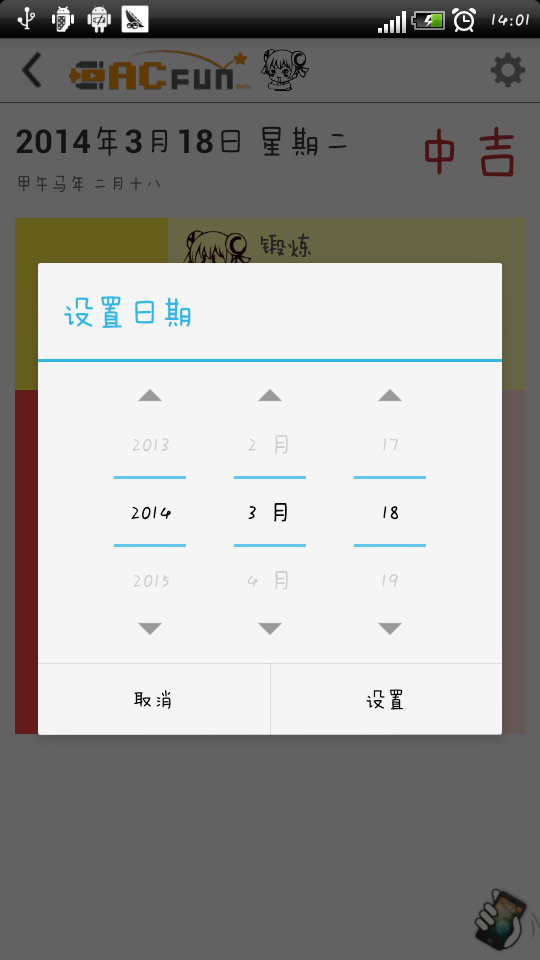 14:01
ACFUN Beta
2014年3月18日 星期二 中吉
甲午马年 二月十八
锻炼
设置日期
2013 2 月 17
2014 3 月 18
2015 4 月 19
取消 设置